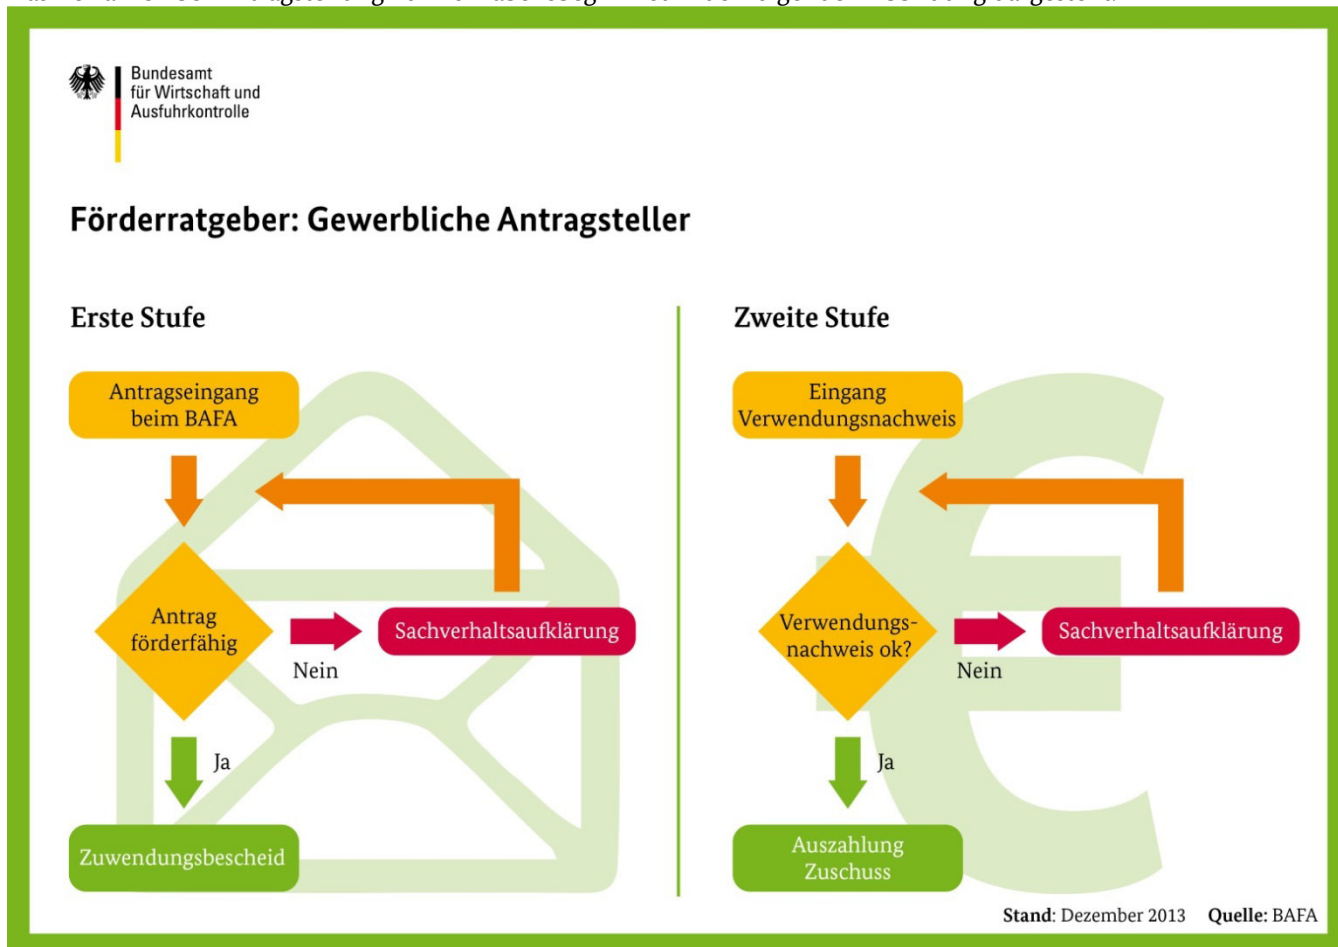 Bundesamt
für Wirtschaft und
Ausfuhrkontrolle
Förderratgeber: Gewerbliche Antragsteller
Erste Stufe
Antragseingang
beim BAFA
Antrag
förderfähig
Nein
Sachverhaltsaufklärung
Ja
Zuwendungsbescheid
Zweite Stufe
Eingang
Verwendungsnachweis
Verwendungs-
nachweis ok?
Nein
Sachverhaltsaufklärung
Ja
Auszahlung
Zuschuss
Stand: Dezember 2013 Quelle: BAFA